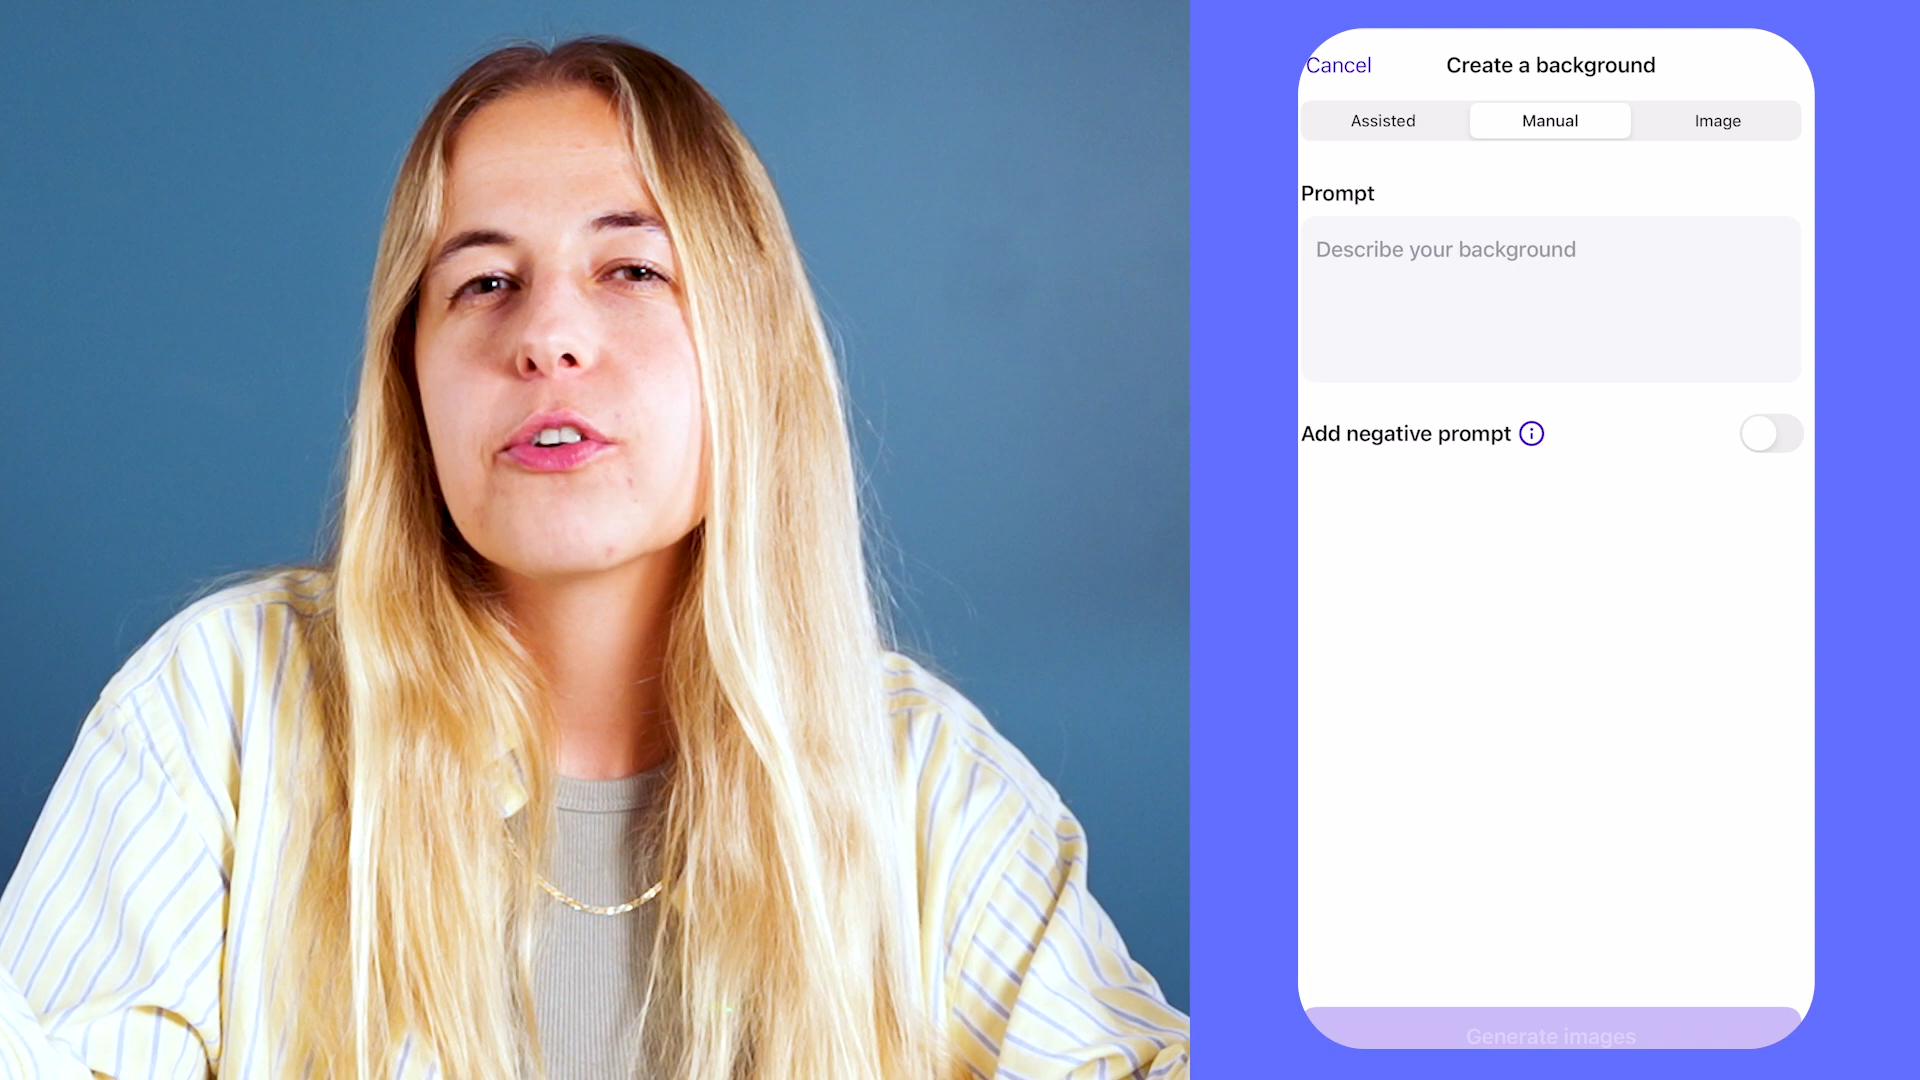 Cancel
Create a background
Assisted
Manual
Image
Prompt
Describe your background
Add negative prompt
Generate images